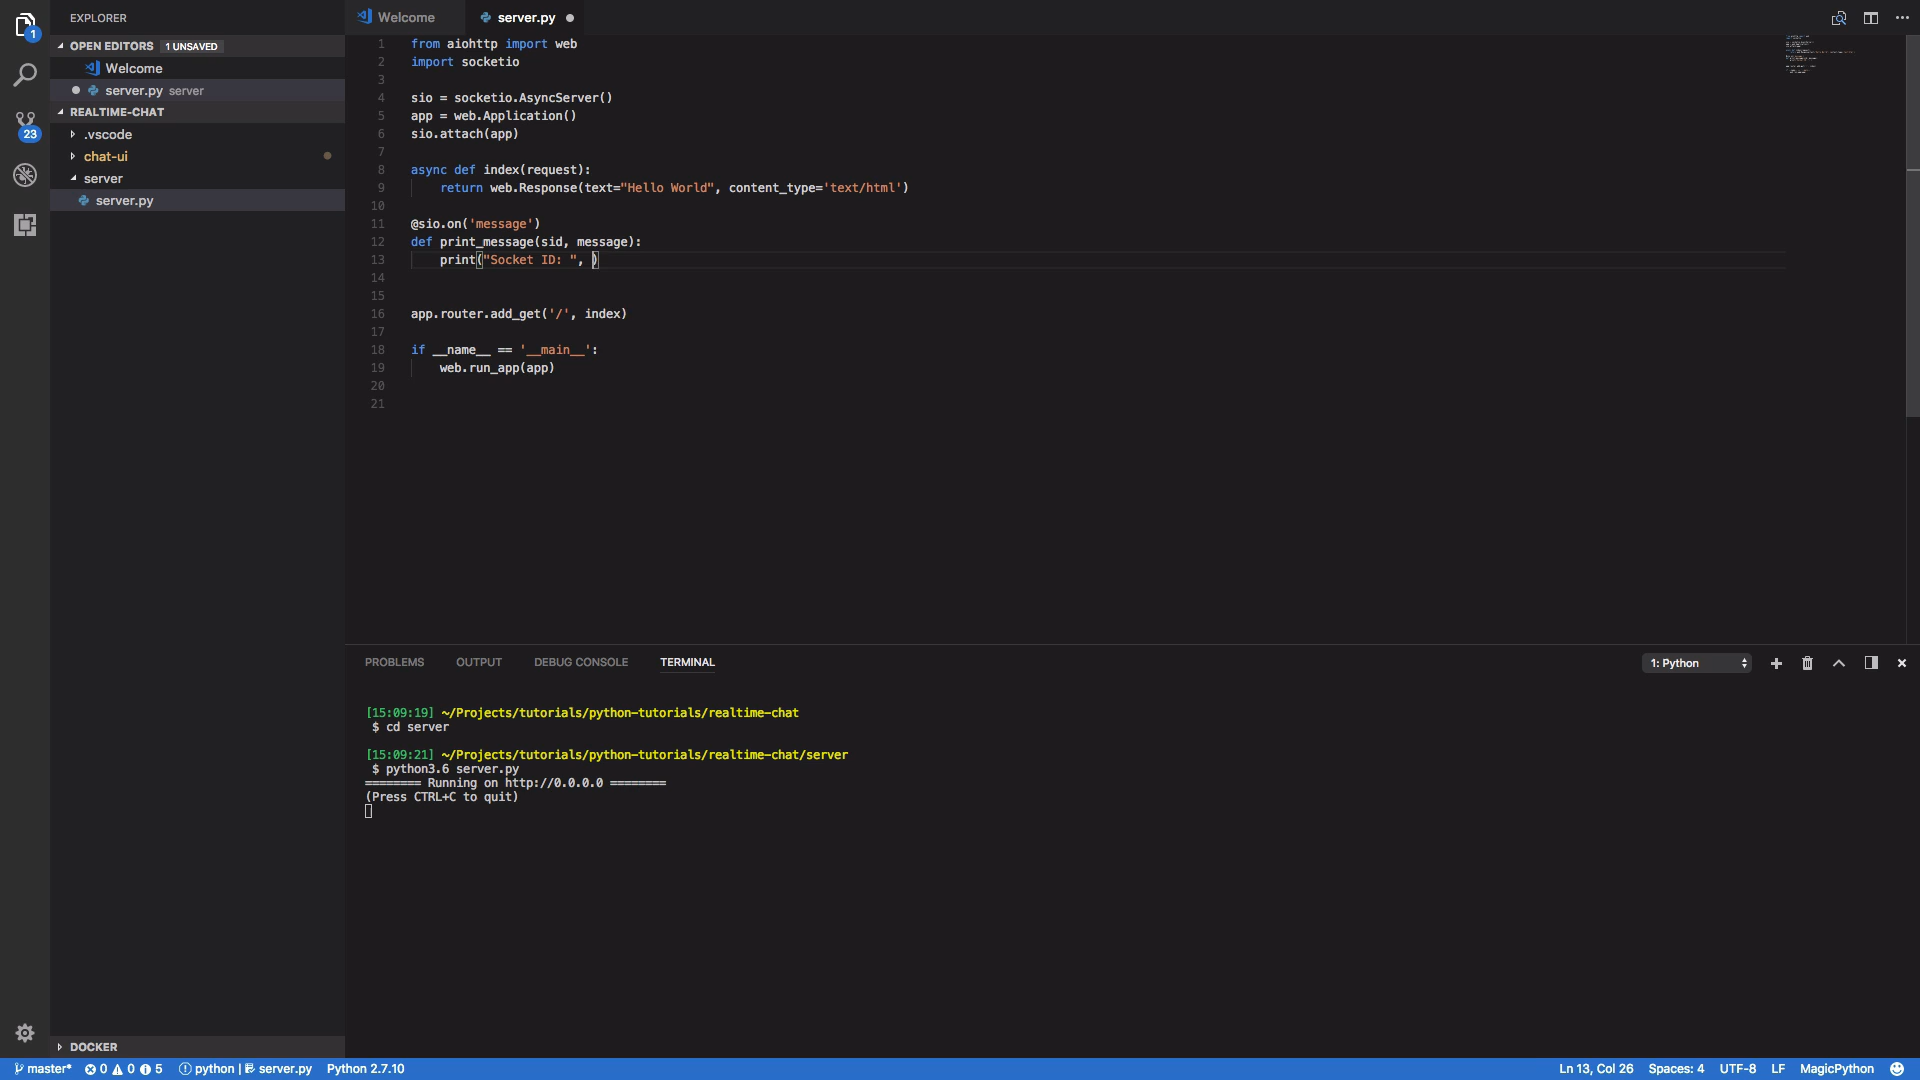 EXPLORER
OPEN EDITORS 1 UNSAVED
Welcome
server.py server
REALTIME-CHAT
.vscode
chat-ui
server
server.py
DOCKER
1
23
Welcome
server.py
1 from aiohttp import web
2 import socketio
3
4 sio = socketio.AsyncServer()
5 app = web.Application()
6 sio.attach(app)
7
8 async def index(request):
9 return web.Response(text="Hello World", content_type='text/html')
10
11 @sio.on('message')
12 def print_message(sid, message):
13 print("Socket ID: ", )
14
15
16 app.router.add_get('/', index)
17
18 if __name__ == '__main__':
19 web.run_app(app)
20
21
PROBLEMS OUTPUT DEBUG CONSOLE TERMINAL 1: Python
[15:09:19] ~/Projects/tutorials/python-tutorials/realtime-chat
$ cd server
[15:09:21] ~/Projects/tutorials/python-tutorials/realtime-chat/server
$ python3.6 server.py
======== Running on http://0.0.0.0 ========
(Press CTRL+C to quit)
master* 0 0 5 python | server.py Python 2.7.10 Ln 13, Col 26 Spaces: 4 UTF-8 LF MagicPython